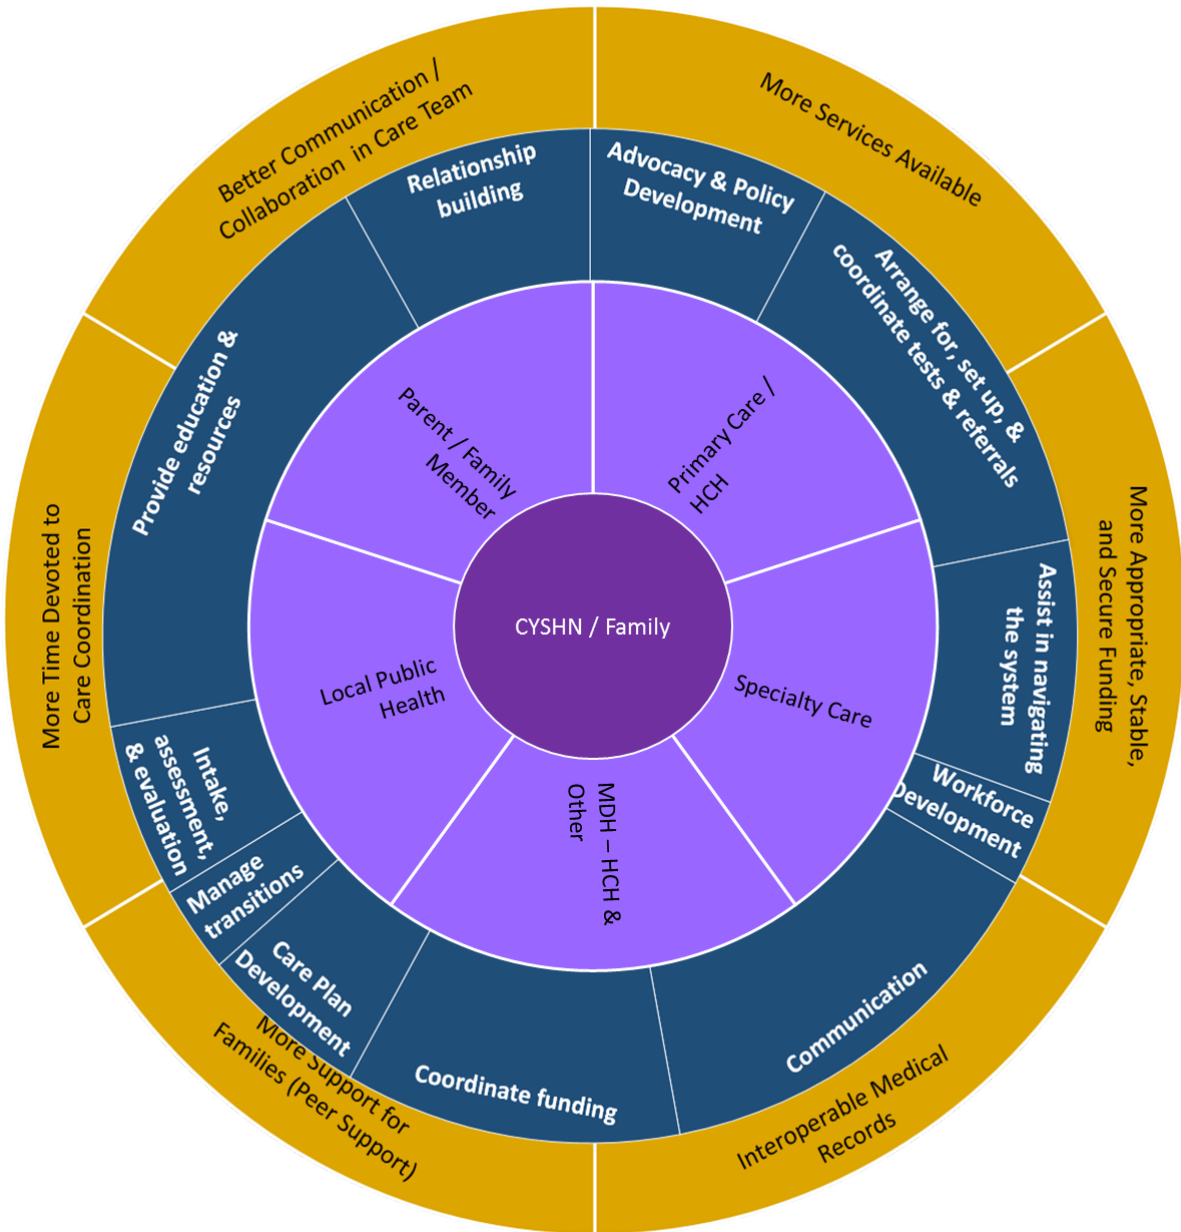 Better Communication /
Collaboration in Care Team
More Services Available
More Appropriate, Stable,
and Secure Funding
Interoperable Medical
Records
More Support for
Families (Peer Support)
More Time Devoted to
Care Coordination
Relationship
building
Advocacy & Policy
Development
Arrange for, set up, &
coordinate tests & referrals
Assist in navigating
the system
Workforce
Development
Communication
Coordinate funding
Care Plan
Development
Manage
transitions
Intake,
assessment,
& evaluation
Provide education &
resources
Parent / Family
Member
Primary Care /
HCH
Specialty Care
MDH – HCH &
Other
Local Public
Health
CYSHN / Family